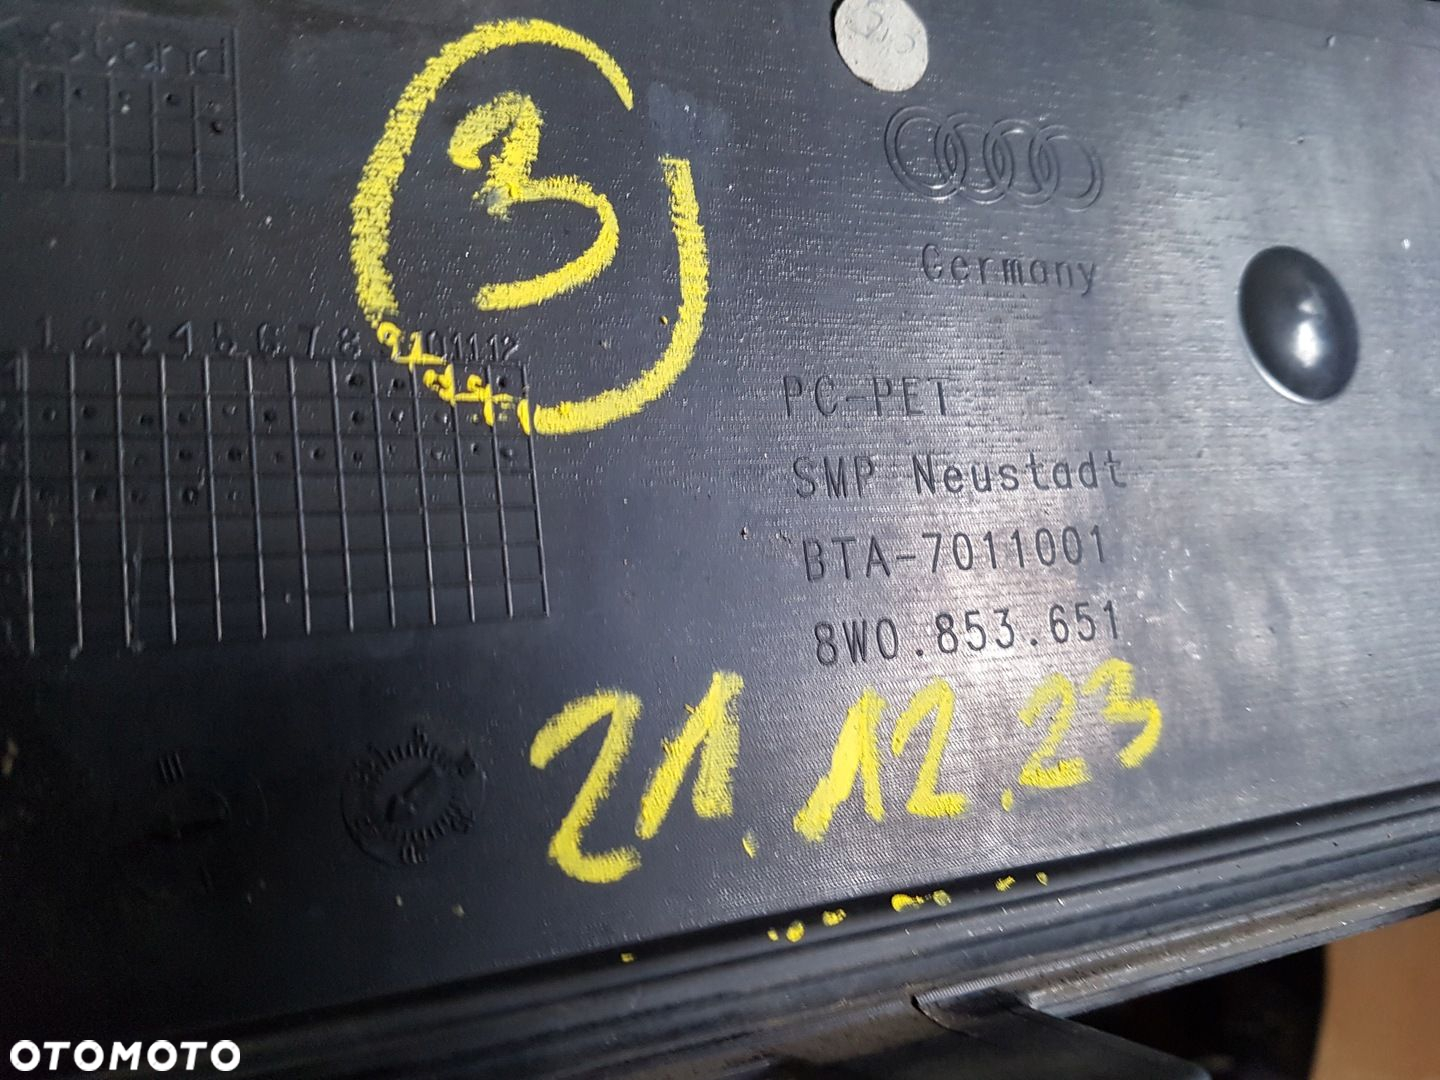 Stand
3
Germany
1 2 3 4 5 6 7 8 9 10 11 12
PC-PET
SMP Neustadt
BTA-7011001
8W0.853.651
21.12.23
OTOMOTO